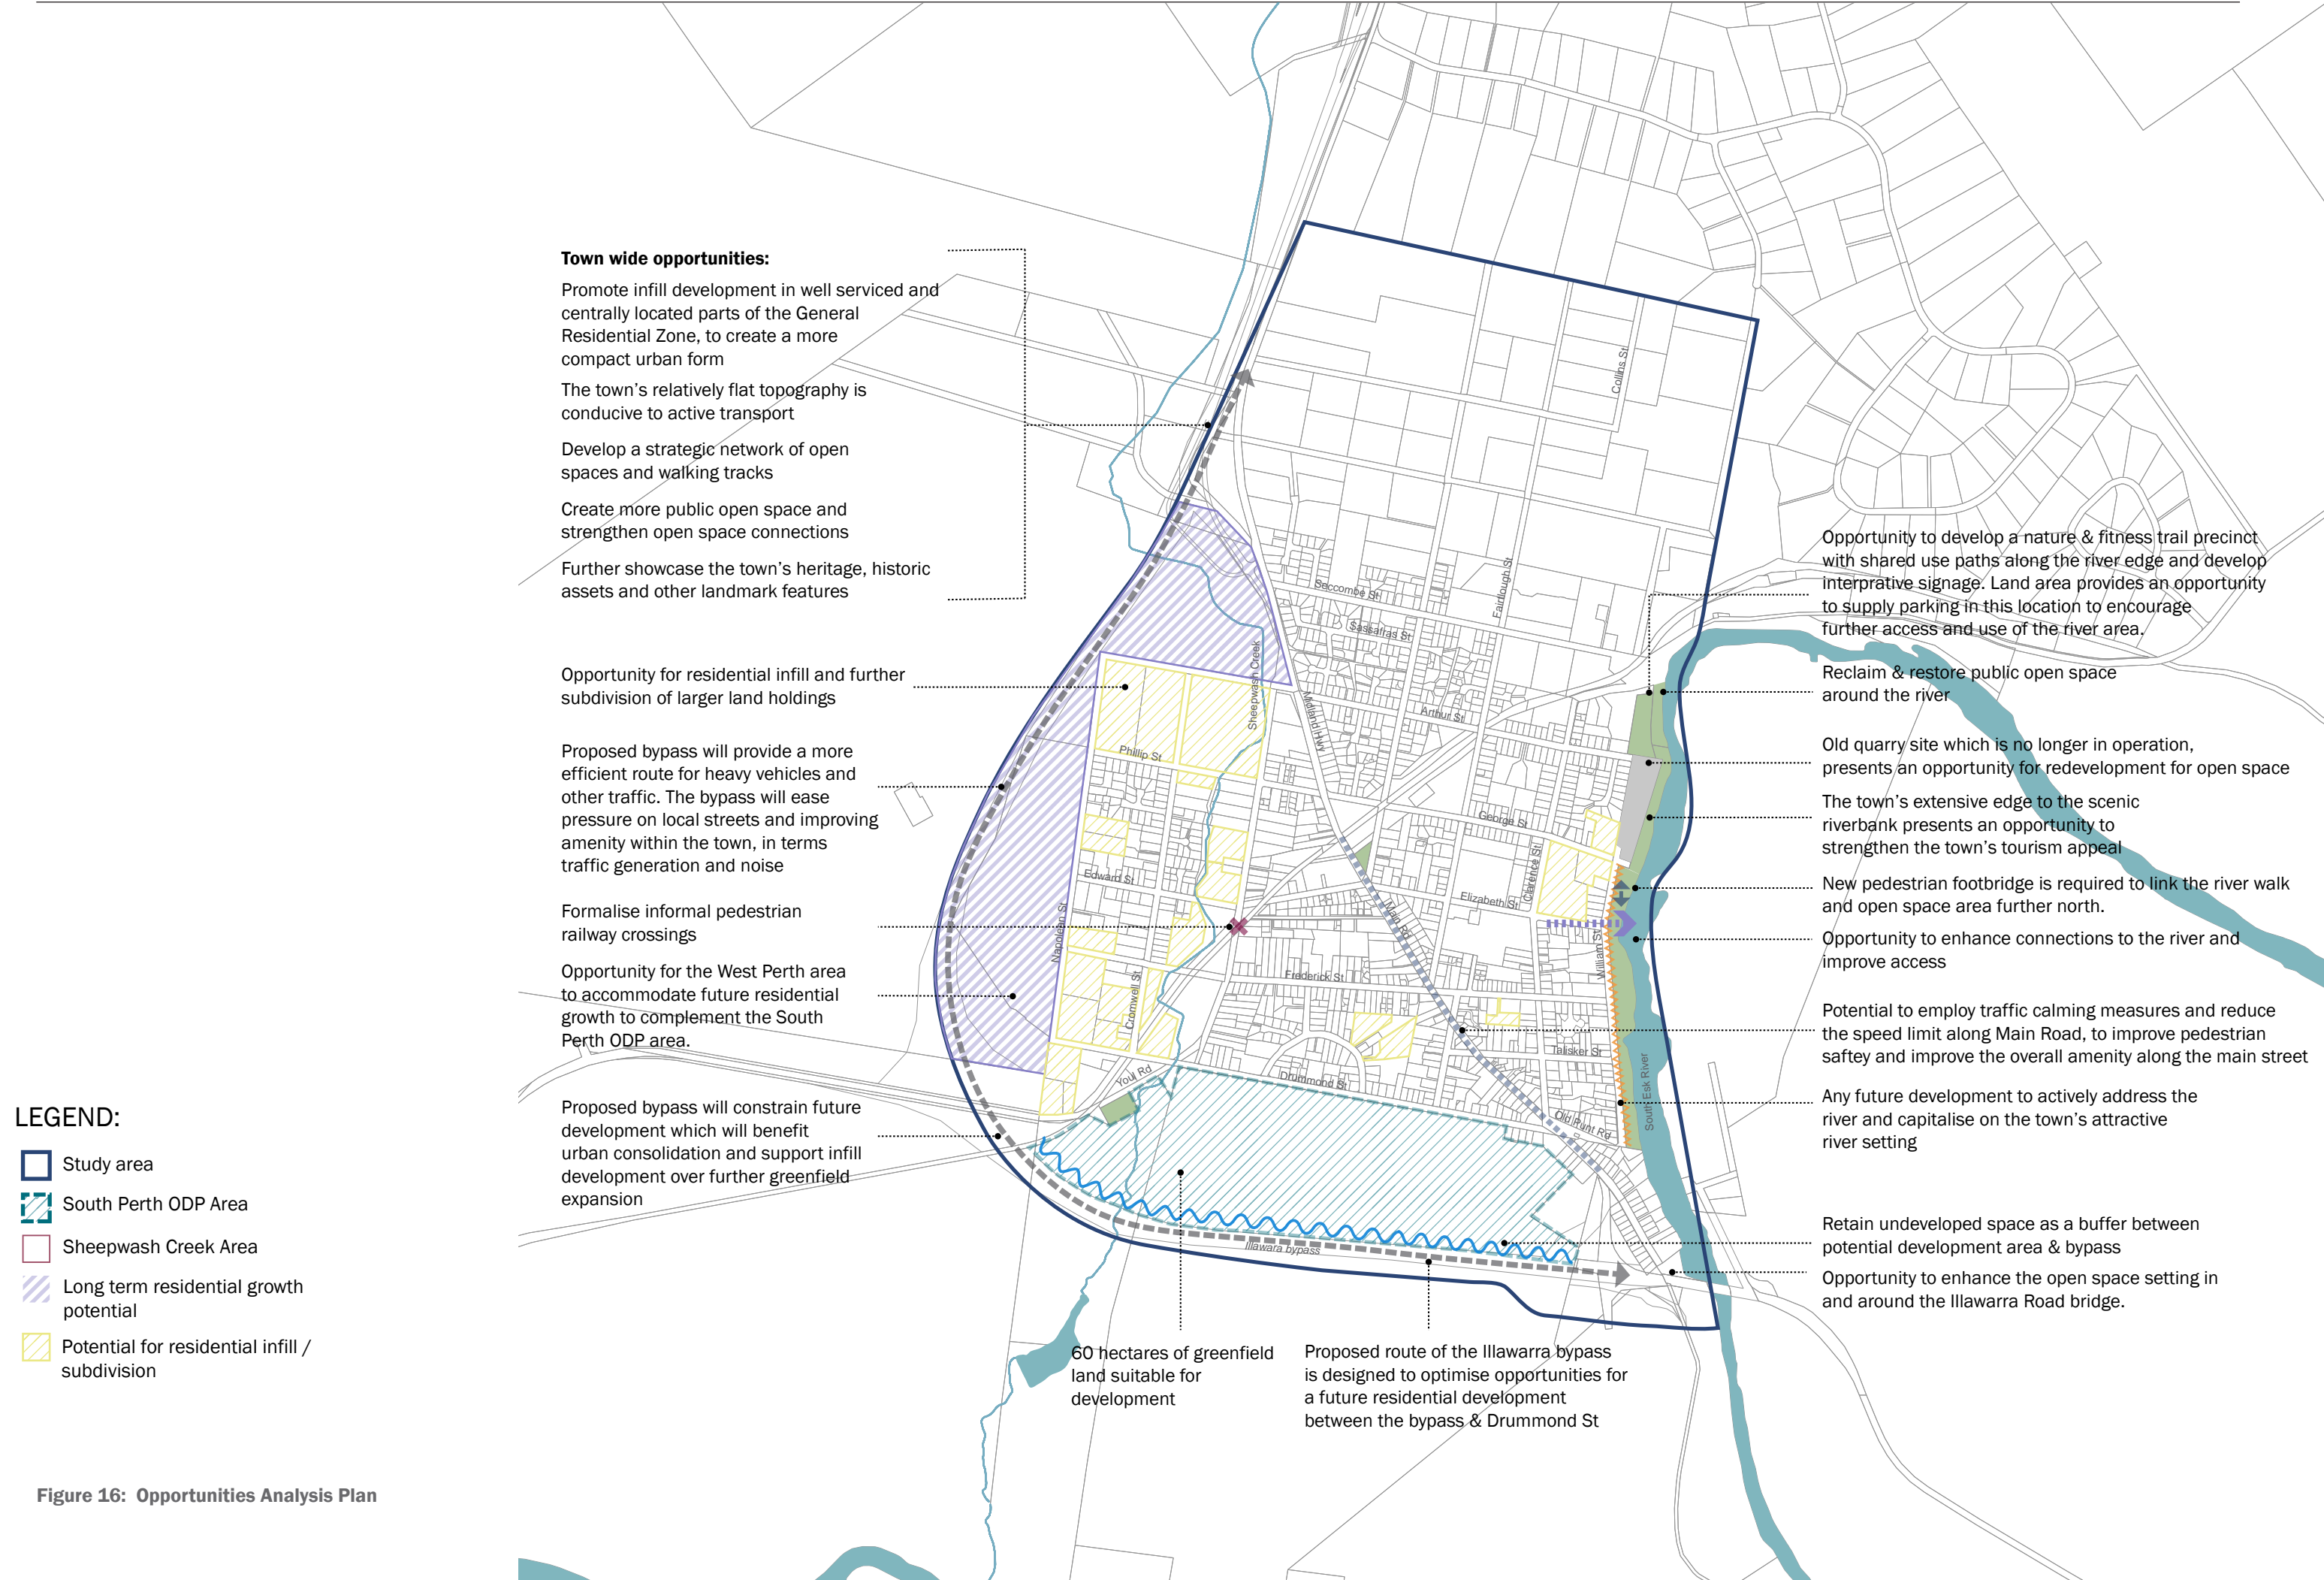 Town wide opportunities:
Promote infill development in well serviced and
centrally located parts of the General
Residential Zone, to create a more
compact urban form
The town's relatively flat topography is
conducive to active transport
Develop a strategic network of open
spaces and walking tracks
Create more public open space and
strengthen open space connections
Further showcase the town's heritage, historic
assets and other landmark features
Opportunity for residential infill and further
subdivision of larger land holdings
Proposed bypass will provide a more
efficient route for heavy vehicles and
other traffic. The bypass will ease
pressure on local streets and improving
amenity within the town, in terms
traffic generation and noise
Formalise informal pedestrian
railway crossings
Opportunity for the West Perth area
to accommodate future residential
growth to complement the South
Perth ODP area.
Proposed bypass will constrain future
development which will benefit
urban consolidation and support infill
development over further greenfield
expansion
Collins St
Fairtlough St
Seccombe St
Sassafras St
Sheepwash Creek
Midland Hwy
Arthur St
Phillip St
George St
Clarence St
Edward St
Elizabeth St
Main Rd
Napoleon St
William St
Frederick St
Cromwell St
Talisker St
Youl Rd
Drummond St
South Esk River
Old Punt Rd
Illawara bypass
Opportunity to develop a nature & fitness trail precinct
with shared use paths along the river edge and develop
interprative signage. Land area provides an opportunity
to supply parking in this location to encourage
further access and use of the river area.
Reclaim & restore public open space
around the river
Old quarry site which is no longer in operation,
presents an opportunity for redevelopment for open space
The town's extensive edge to the scenic
riverbank presents an opportunity to
strengthen the town's tourism appeal
New pedestrian footbridge is required to link the river walk
and open space area further north.
Opportunity to enhance connections to the river and
improve access
Potential to employ traffic calming measures and reduce
the speed limit along Main Road, to improve pedestrian
saftey and improve the overall amenity along the main street
Any future development to actively address the
river and capitalise on the town's attractive
river setting
Retain undeveloped space as a buffer between
potential development area & bypass
Opportunity to enhance the open space setting in
and around the Illawarra Road bridge.
60 hectares of greenfield
land suitable for
development
Proposed route of the Illawarra bypass
is designed to optimise opportunities for
a future residential development
between the bypass & Drummond St
LEGEND:
Study area
South Perth ODP Area
Sheepwash Creek Area
Long term residential growth
potential
Potential for residential infill /
subdivision
Figure 16: Opportunities Analysis Plan